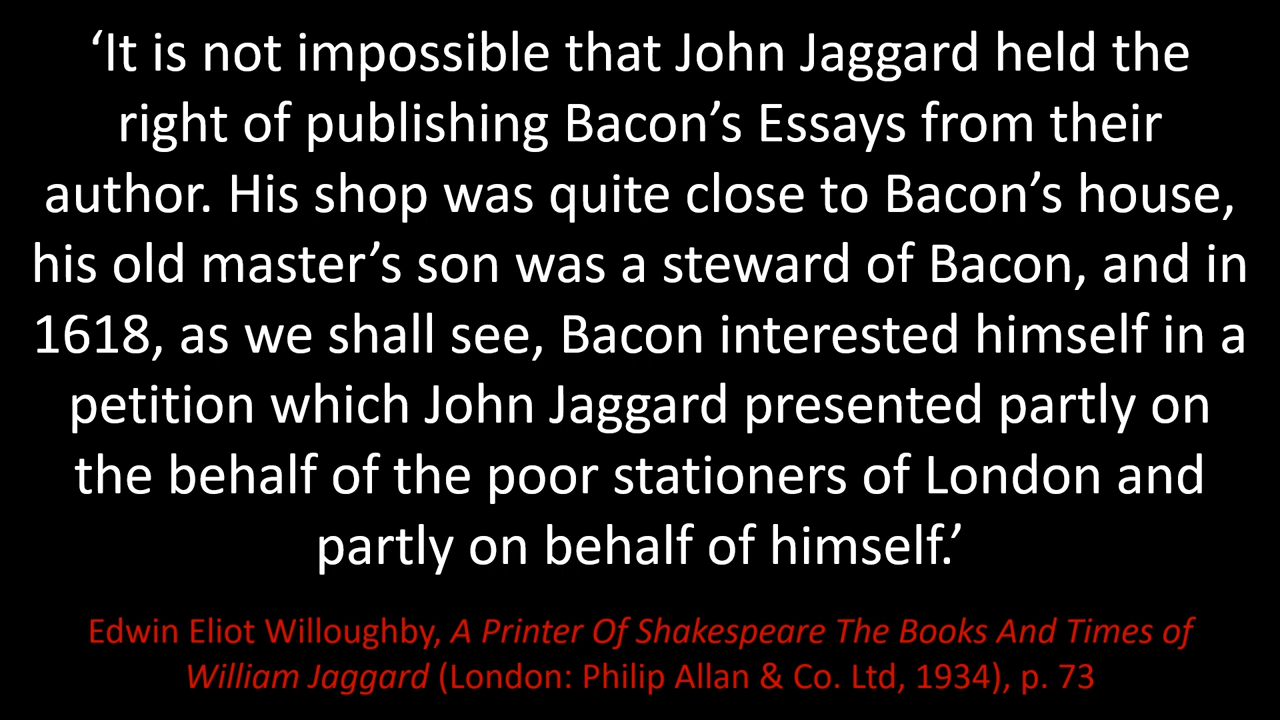 ‘It is not impossible that John Jaggard held the
right of publishing Bacon’s Essays from their
author. His shop was quite close to Bacon’s house,
his old master’s son was a steward of Bacon, and in
1618, as we shall see, Bacon interested himself in a
petition which John Jaggard presented partly on
the behalf of the poor stationers of London and
partly on behalf of himself.’
Edwin Eliot Willoughby, A Printer Of Shakespeare The Books And Times of
William Jaggard (London: Philip Allan & Co. Ltd, 1934), p. 73